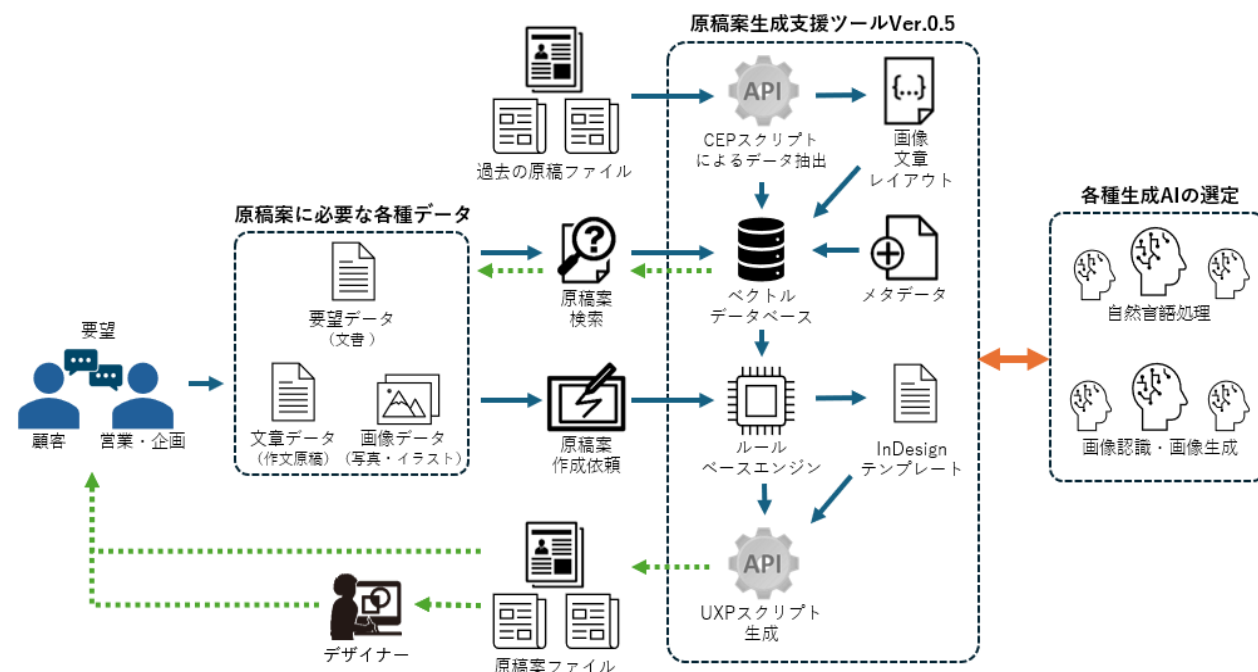 原稿案生成支援ツールVer.0.5
API
{...}
CEPスクリプト
によるデータ抽出
画像
文章
レイアウト
過去の原稿ファイル
原稿案に必要な各種データ
各種生成AIの選定
要望データ
(文書)
?
原稿案
検索
ベクトル
データベース
メタデータ
自然言語処理
要望
顧客
営業・企画
文章データ
(作文原稿)
画像データ
(写真・イラスト)
原稿案
作成依頼
ルール
ベースエンジン
InDesign
テンプレート
画像認識・画像生成
API
UXPスクリプト
生成
デザイナー
原稿案ファイル